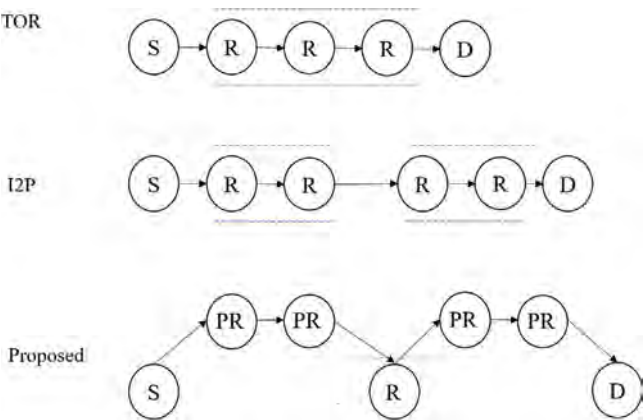 TOR
S R R R D
I2P
S R R R R D
PR PR PR PR
Proposed
S R D